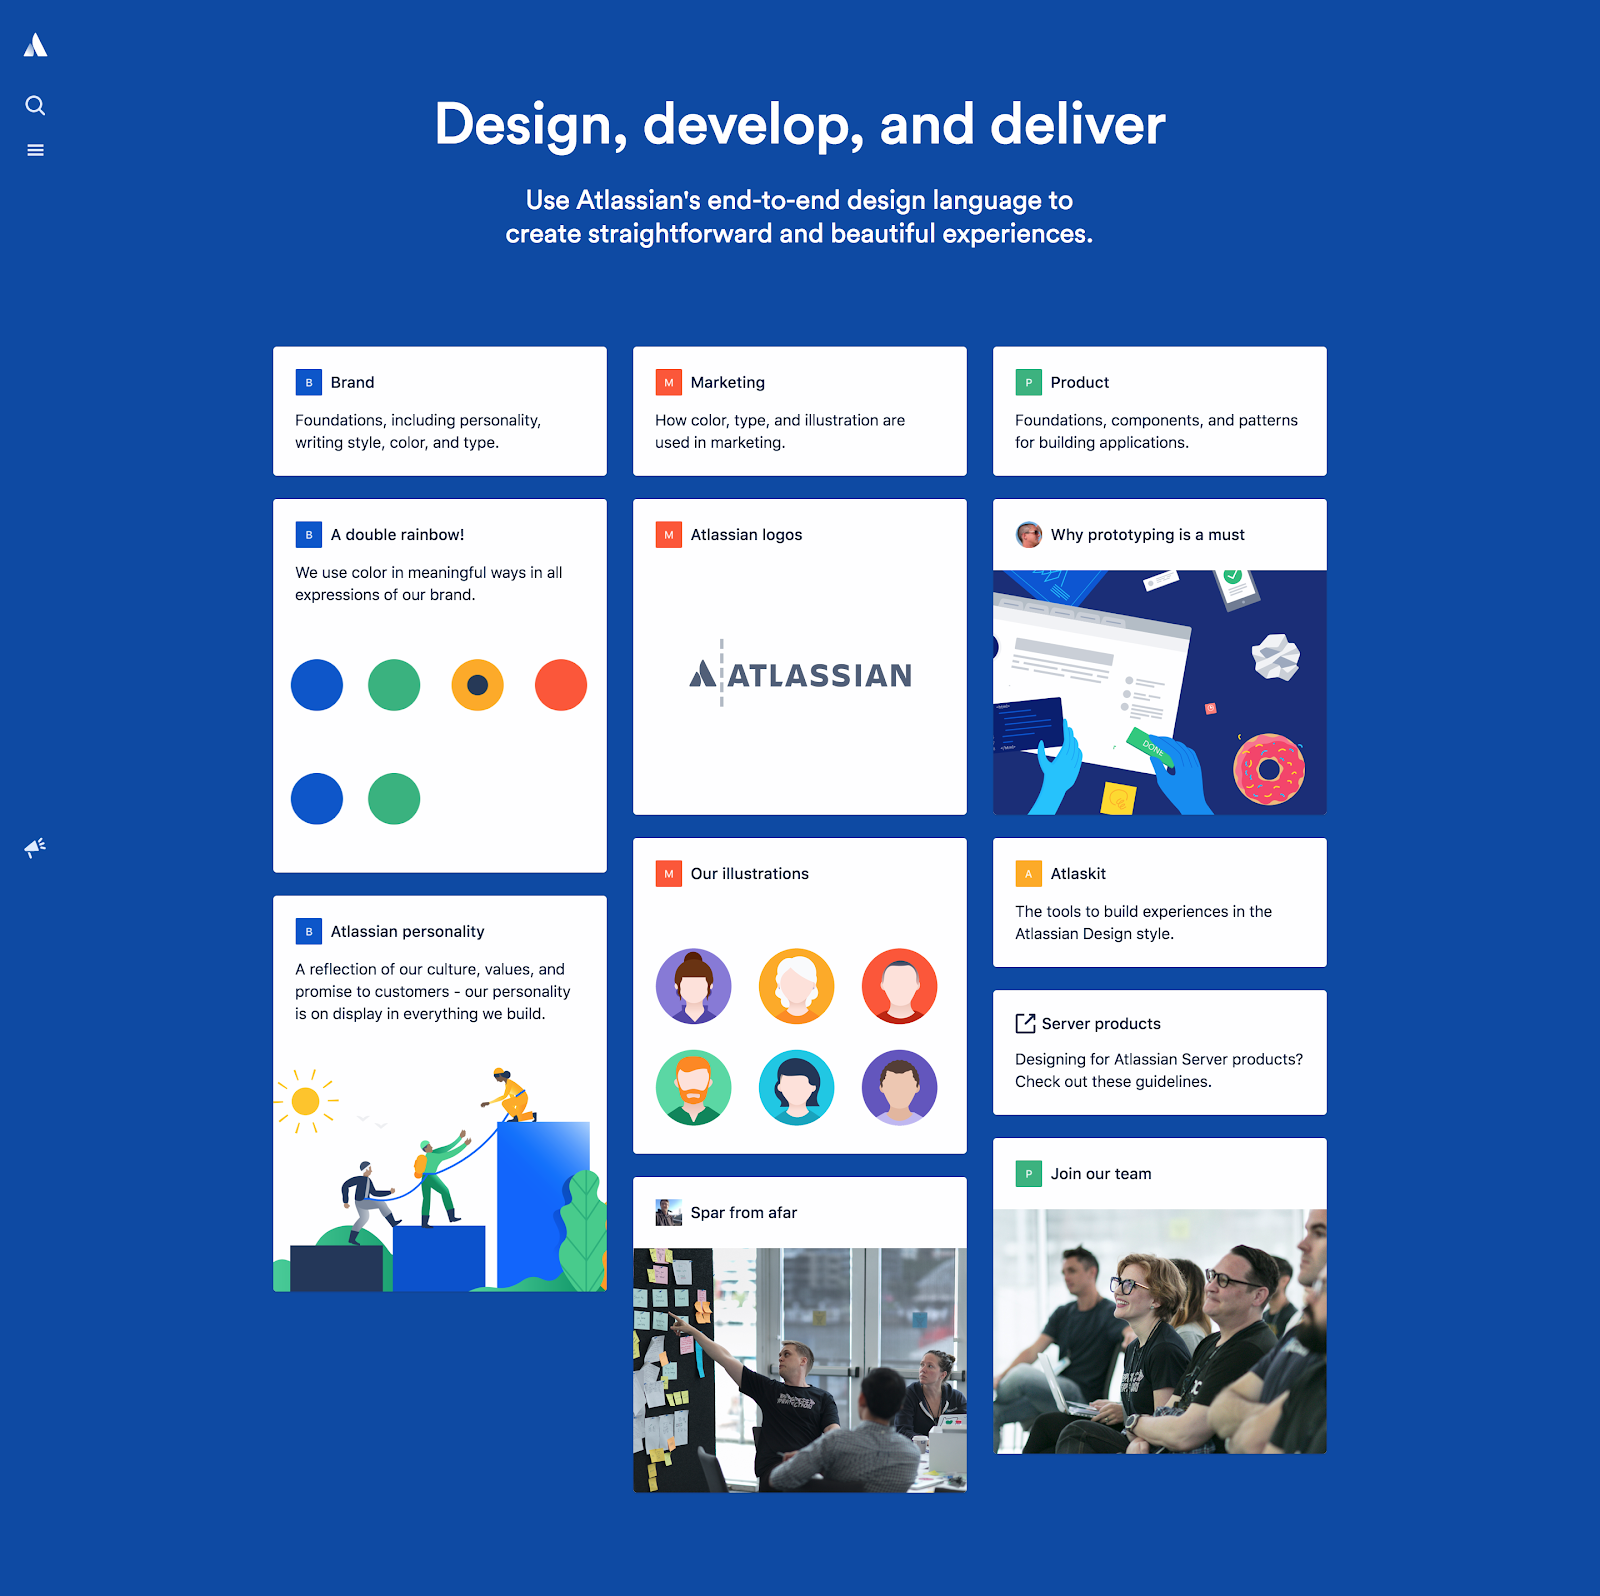 Design, develop, and deliver
Use Atlassian's end-to-end design language to
create straightforward and beautiful experiences.
B Brand
Foundations, including personality,
writing style, color, and type.
M Marketing
How color, type, and illustration are
used in marketing.
P Product
Foundations, components, and patterns
for building applications.
B A double rainbow!
We use color in meaningful ways in all
expressions of our brand.
M Atlassian logos
ATLASSIAN
Why prototyping is a must
DONE
B Atlassian personality
A reflection of our culture, values, and
promise to customers - our personality
is on display in everything we build.
M Our illustrations
A Atlaskit
The tools to build experiences in the
Atlassian Design style.
Server products
Designing for Atlassian Server products?
Check out these guidelines.
Spar from afar
P Join our team